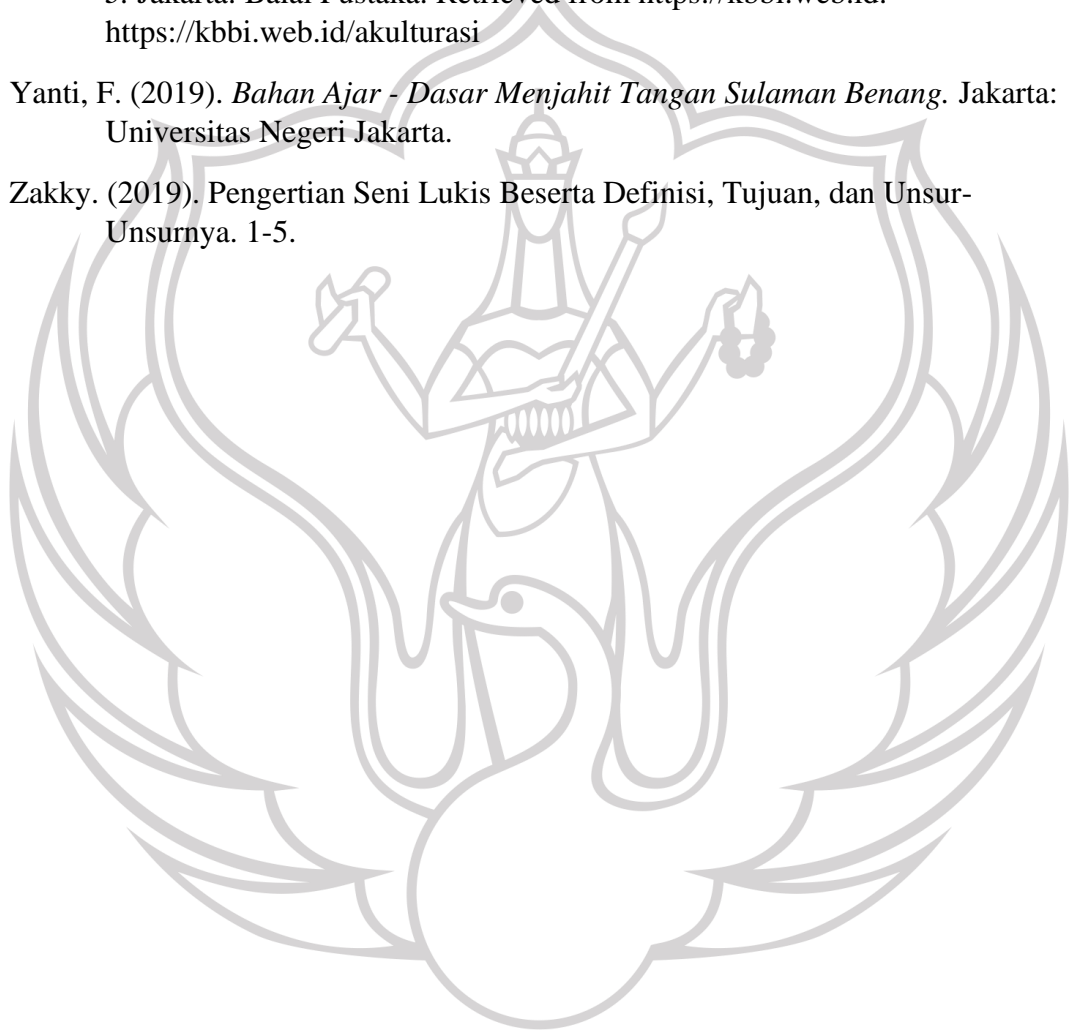 https://kbbi.web.id/akulturasi
Yanti, F. (2019). Bahan Ajar - Dasar Menjahit Tangan Sulaman Benang. Jakarta:
Universitas Negeri Jakarta.
Zakky. (2019). Pengertian Seni Lukis Beserta Definisi, Tujuan, dan Unsur-
Unsurnya. 1-5.